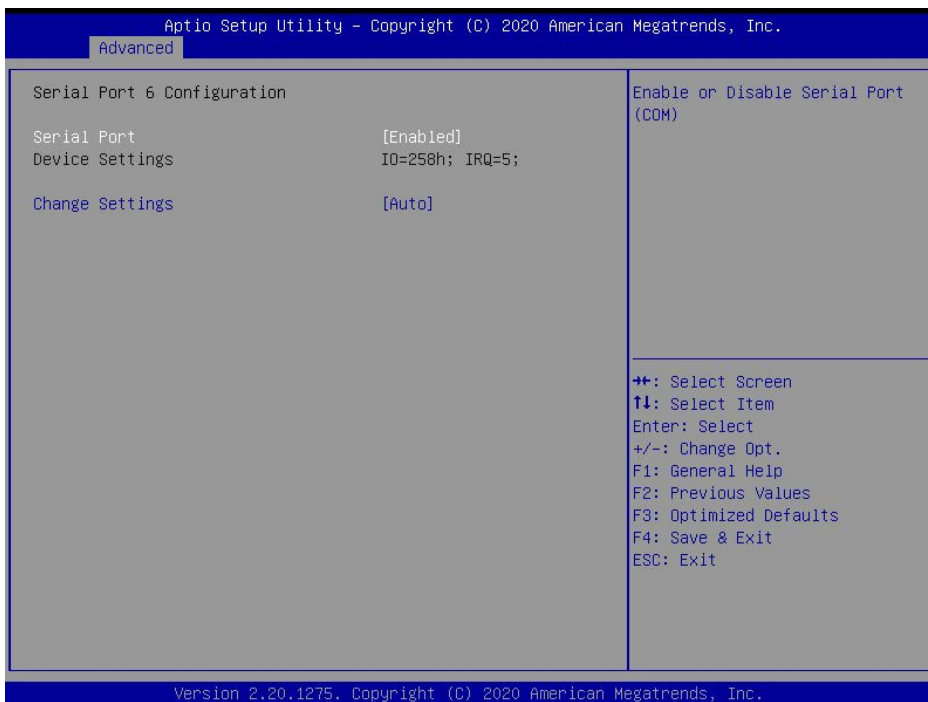 Aptio Setup Utility – Copyright (C) 2020 American Megatrends, Inc.
Advanced
Serial Port 6 Configuration
Serial Port [Enabled]
Device Settings IO=258h; IRQ=5;
Change Settings [Auto]
Enable or Disable Serial Port
(COM)
→←: Select Screen
↑↓: Select Item
Enter: Select
+/-: Change Opt.
F1: General Help
F2: Previous Values
F3: Optimized Defaults
F4: Save & Exit
ESC: Exit
Version 2.20.1275. Copyright (C) 2020 American Megatrends, Inc.